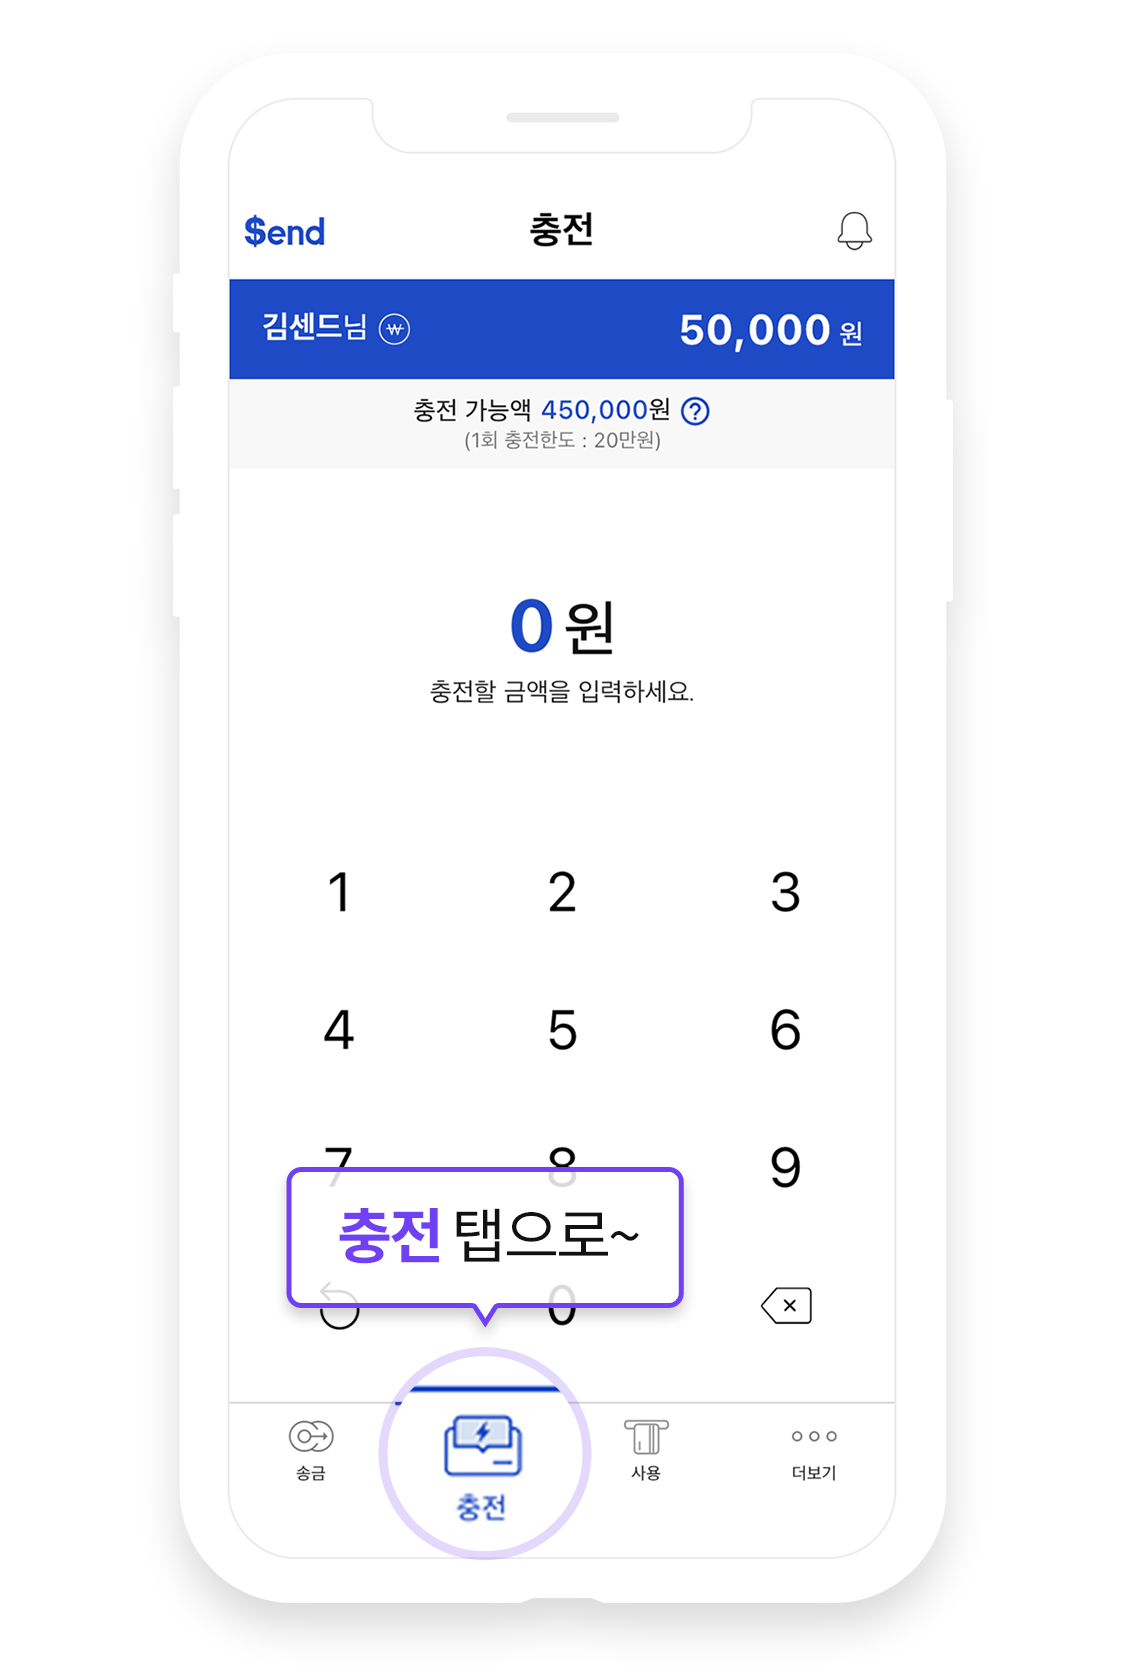 $end
충전
김센드님 ₩
50,000 원
충전 가능액 450,000원 ?
(1회 충전한도 : 20만원)
0원
충전할 금액을 입력하세요.
1 2 3
4 5 6
7 8 9
충전 탭으로~
0
송금 충전 사용 더보기